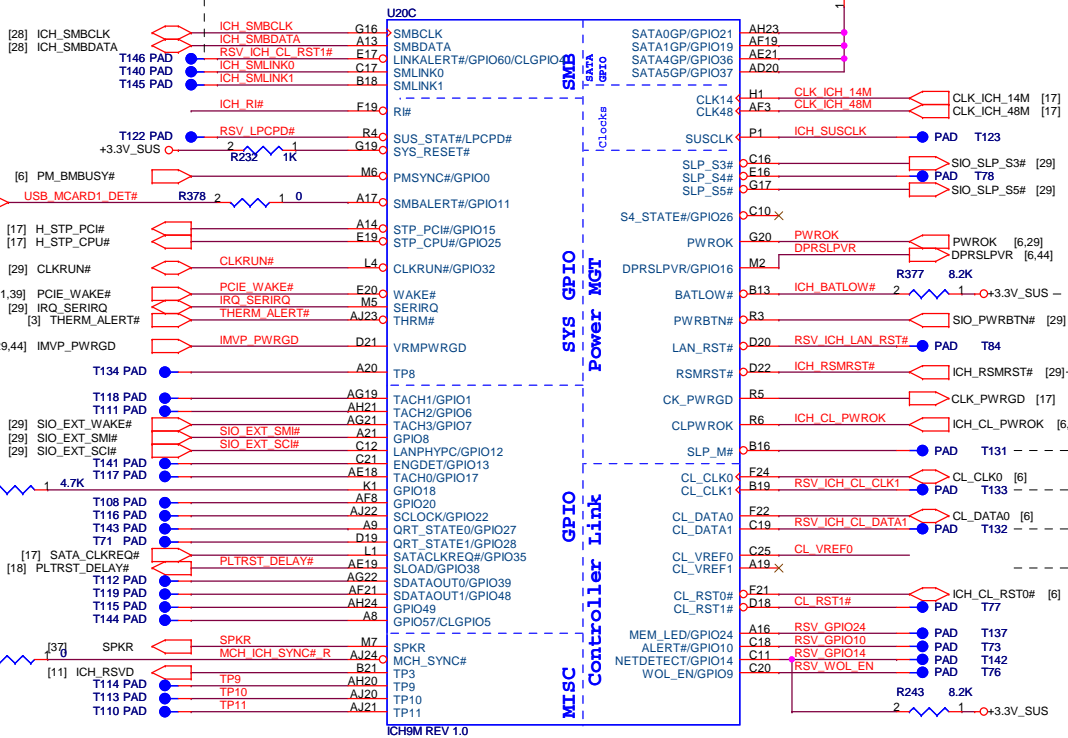 U20C
[28] ICH_SMBCLK ICH_SMBCLK G16 SMBCLK
[28] ICH_SMBDATA ICH_SMBDATA A13 SMBDATA
T146 PAD RSV_ICH_CL_RST1# E17 LINKALERT#/GPIO60/CLGPIO4
T140 PAD ICH_SMLINK0 C17 SMLINK0
T145 PAD ICH_SMLINK1 B18 SMLINK1
ICH_RI# F19 RI#
T122 PAD RSV_LPCPD# R4 SUS_STAT#/LPCPD#
+3.3V_SUS 2 R232 1K 1 G19 SYS_RESET#
[6] PM_BMBUSY# M6 PMSYNC#/GPIO0
USB_MCARD1_DET# R378 2 1 0 A17 SMBALERT#/GPIO11
[17] H_STP_PCI# A14 STP_PCI#/GPIO15
[17] H_STP_CPU# E19 STP_CPU#/GPIO25
[29] CLKRUN# CLKRUN# L4 CLKRUN#/GPIO32
1,39] PCIE_WAKE# PCIE_WAKE# E20 WAKE#
[29] IRQ_SERIRQ IRQ_SERIRQ M5 SERIRQ
[3] THERM_ALERT# THERM_ALERT# AJ23 THRM#
9,44] IMVP_PWRGD IMVP_PWRGD D21 VRMPWRGD
T134 PAD A20 TP8
T118 PAD AG19 TACH1/GPIO1
T111 PAD AH21 TACH2/GPIO6
[29] SIO_EXT_WAKE# AG21 TACH3/GPIO7
[29] SIO_EXT_SMI# SIO_EXT_SMI# A21 GPIO8
[29] SIO_EXT_SCI# SIO_EXT_SCI# C12 LANPHYPC/GPIO12
T141 PAD C21 ENGDET/GPIO13
T117 PAD AE18 TACH0/GPIO17
1 4.7K K1 GPIO18
T108 PAD AF8 GPIO20
T116 PAD AJ22 SCLOCK/GPIO22
T143 PAD A9 QRT_STATE0/GPIO27
T71 PAD D19 QRT_STATE1/GPIO28
[17] SATA_CLKREQ# L1 SATACLKREQ#/GPIO35
[18] PLTRST_DELAY# PLTRST_DELAY# AE19 SLOAD/GPIO38
T112 PAD AG22 SDATAOUT0/GPIO39
T119 PAD AF21 SDATAOUT1/GPIO48
T115 PAD AH24 GPIO49
T144 PAD A8 GPIO57/CLGPIO5
[37] SPKR SPKR M7 SPKR
1 0 MCH_ICH_SYNC#_R AJ24 MCH_SYNC#
[11] ICH_RSVD B21 TP3
T114 PAD TP9 AH20 TP9
T113 PAD TP10 AJ20 TP10
T110 PAD TP11 AJ21 TP11
ICH9M REV 1.0
SMB
SATA
GPIO
Clocks
SYS GPIO
Power MGT
GPIO
Controller Link
MISC
1
SATA0GP/GPIO21 AH23
SATA1GP/GPIO19 AF19
SATA4GP/GPIO36 AE21
SATA5GP/GPIO37 AD20
CLK14 H1 CLK_ICH_14M CLK_ICH_14M [17]
CLK48 AF3 CLK_ICH_48M CLK_ICH_48M [17]
SUSCLK P1 ICH_SUSCLK PAD T123
SLP_S3# C16 SIO_SLP_S3# [29]
SLP_S4# E16 PAD T78
SLP_S5# G17 SIO_SLP_S5# [29]
S4_STATE#/GPIO26 C10
PWROK G20 PWROK PWROK [6,29]
DPRSLPVR/GPIO16 M2 DPRSLPVR DPRSLPVR [6,44]
BATLOW# B13 ICH_BATLOW# R377 2 8.2K 1 +3.3V_SUS
PWRBTN# R3 SIO_PWRBTN# [29]
LAN_RST# D20 RSV_ICH_LAN_RST# PAD T84
RSMRST# D22 ICH_RSMRST# ICH_RSMRST# [29]
CK_PWRGD R5 CLK_PWRGD [17]
CLPWROK R6 ICH_CL_PWROK ICH_CL_PWROK [6,
SLP_M# B16 PAD T131
CL_CLK0 F24 CL_CLK0 [6]
CL_CLK1 B19 RSV_ICH_CL_CLK1 PAD T133
CL_DATA0 F22 CL_DATA0 [6]
CL_DATA1 C19 RSV_ICH_CL_DATA1 PAD T132
CL_VREF0 C25 CL_VREF0
CL_VREF1 A19
CL_RST0# F21 ICH_CL_RST0# [6]
CL_RST1# D18 CL_RST1# PAD T77
MEM_LED/GPIO24 A16 RSV_GPIO24 PAD T137
ALERT#/GPIO10 C18 RSV_GPIO10 PAD T73
NETDETECT/GPIO14 C11 RSV_GPIO14 PAD T142
WOL_EN/GPIO9 C20 RSV_WOL_EN PAD T76
R243 2 8.2K 1 +3.3V_SUS